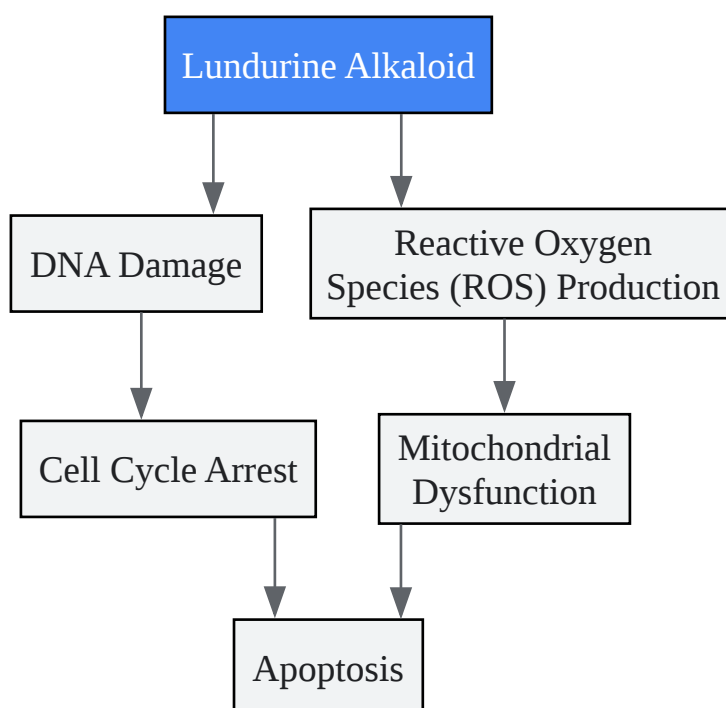 Lundurine Alkaloid
DNA Damage
Reactive Oxygen
Species (ROS) Production
Cell Cycle Arrest
Mitochondrial
Dysfunction
Apoptosis